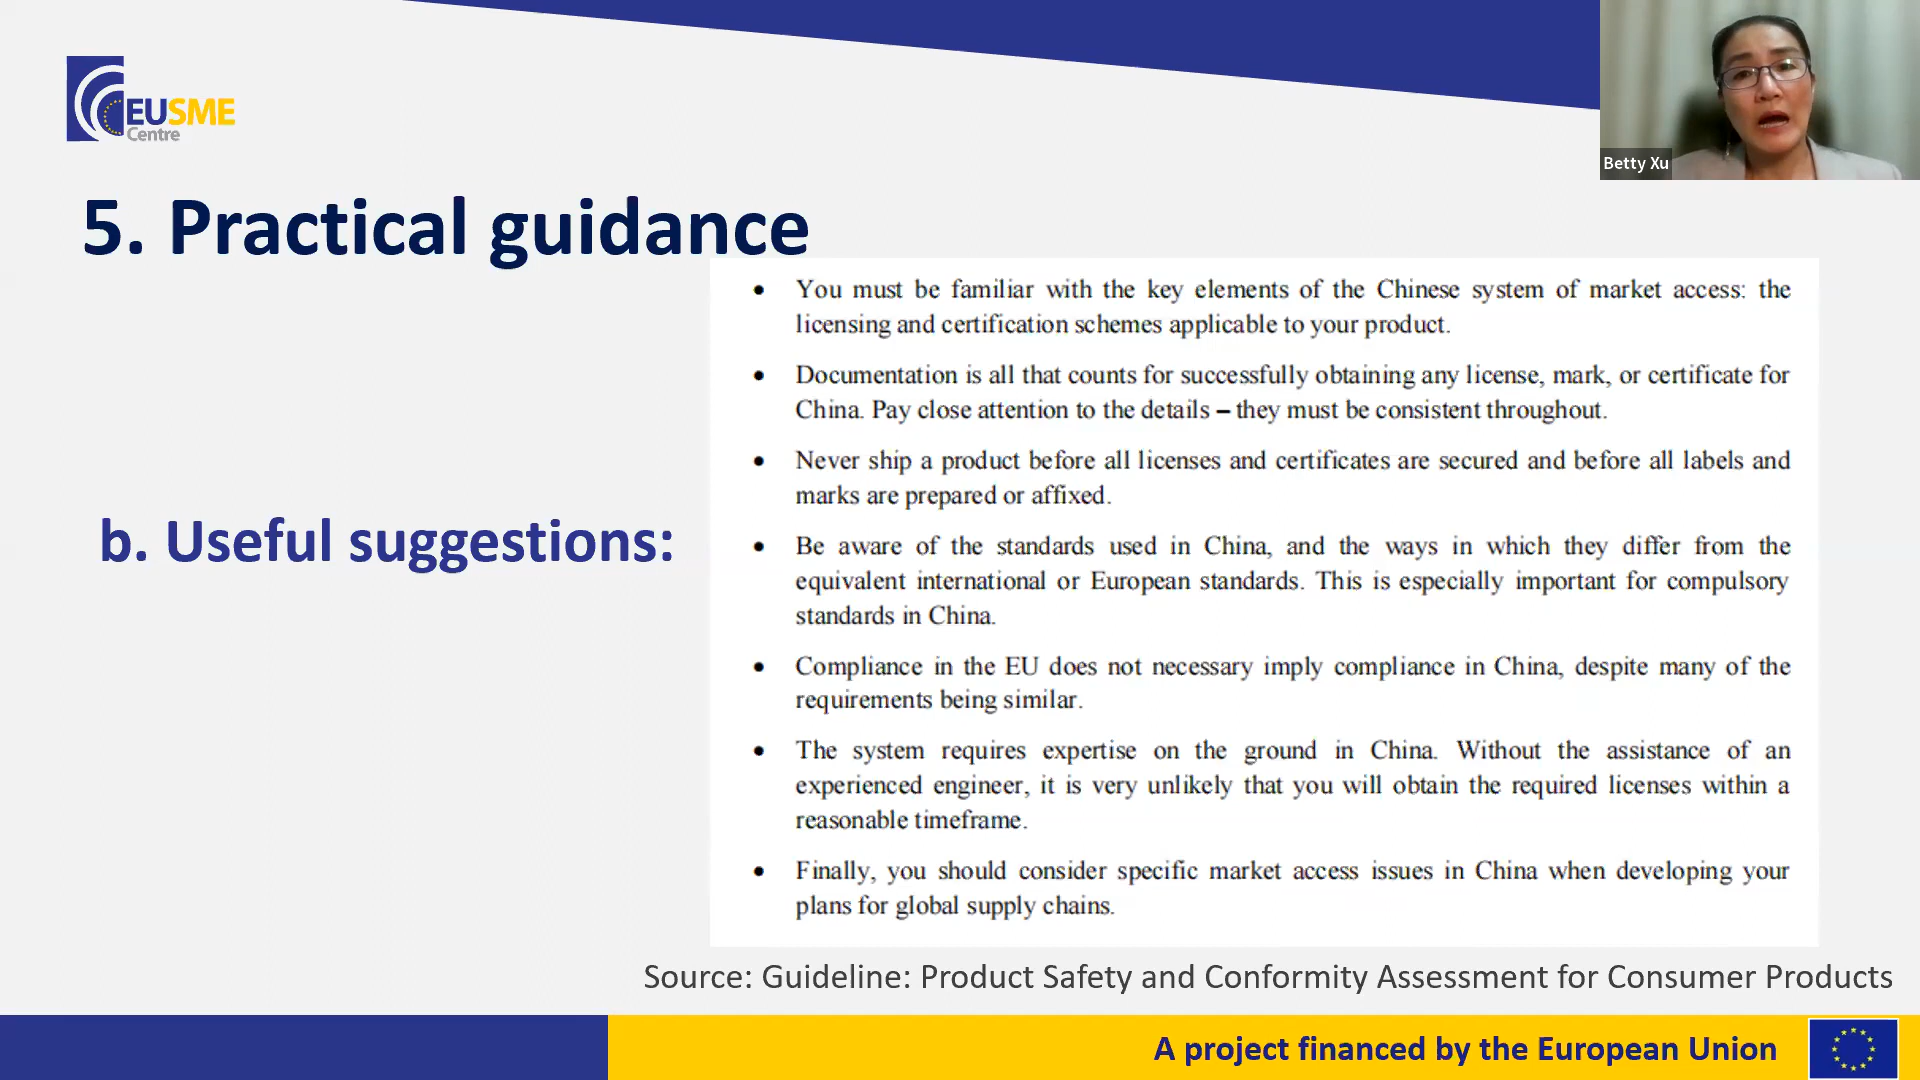 EUSME
Centre
Betty Xu
5. Practical guidance
b. Useful suggestions:
• You must be familiar with the key elements of the Chinese system of market access: the
licensing and certification schemes applicable to your product.
• Documentation is all that counts for successfully obtaining any license, mark, or certificate for
China. Pay close attention to the details – they must be consistent throughout.
• Never ship a product before all licenses and certificates are secured and before all labels and
marks are prepared or affixed.
• Be aware of the standards used in China, and the ways in which they differ from the
equivalent international or European standards. This is especially important for compulsory
standards in China.
• Compliance in the EU does not necessary imply compliance in China, despite many of the
requirements being similar.
• The system requires expertise on the ground in China. Without the assistance of an
experienced engineer, it is very unlikely that you will obtain the required licenses within a
reasonable timeframe.
• Finally, you should consider specific market access issues in China when developing your
plans for global supply chains.
Source: Guideline: Product Safety and Conformity Assessment for Consumer Products
A project financed by the European Union